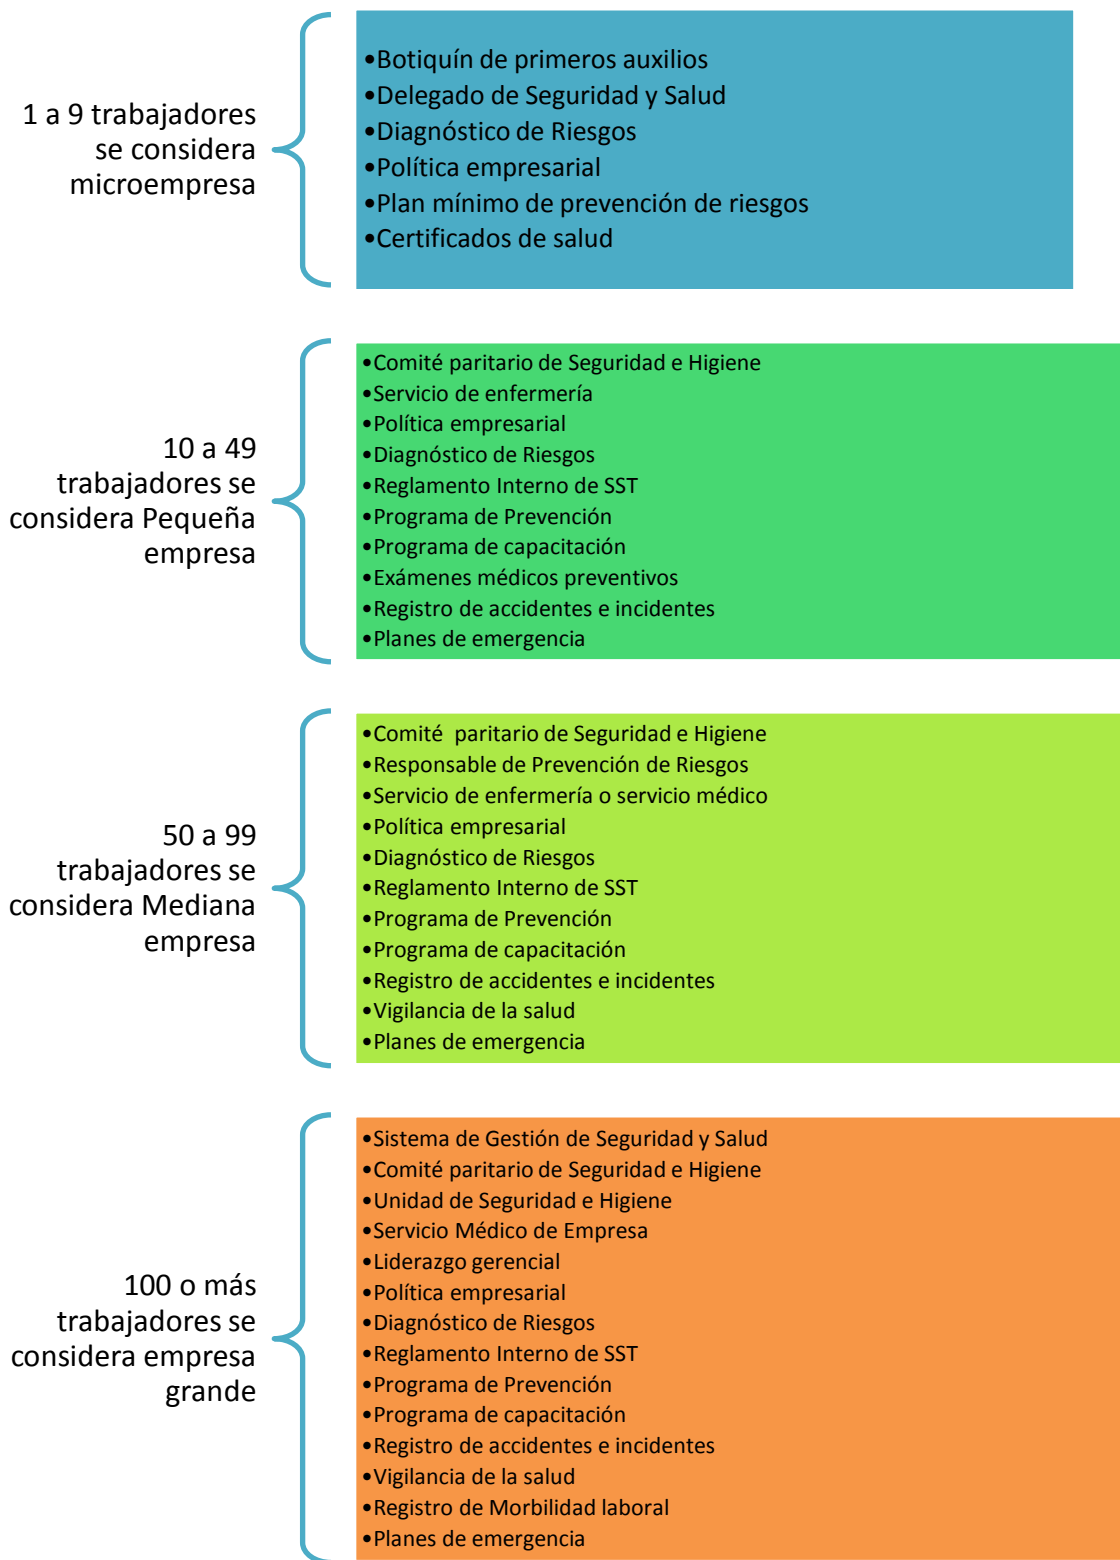 1 a 9 trabajadores
se considera
microempresa
•Botiquín de primeros auxilios
•Delegado de Seguridad y Salud
•Diagnóstico de Riesgos
•Política empresarial
•Plan mínimo de prevención de riesgos
•Certificados de salud
10 a 49
trabajadores se
considera Pequeña
empresa
•Comité paritario de Seguridad e Higiene
•Servicio de enfermería
•Política empresarial
•Diagnóstico de Riesgos
•Reglamento Interno de SST
•Programa de Prevención
•Programa de capacitación
•Exámenes médicos preventivos
•Registro de accidentes e incidentes
•Planes de emergencia
50 a 99
trabajadores se
considera Mediana
empresa
•Comité  paritario de Seguridad e Higiene
•Responsable de Prevención de Riesgos
•Servicio de enfermería o servicio médico
•Política empresarial
•Diagnóstico de Riesgos
•Reglamento Interno de SST
•Programa de Prevención
•Programa de capacitación
•Registro de accidentes e incidentes
•Vigilancia de la salud
•Planes de emergencia
100 o más
trabajadores se
considera empresa
grande
•Sistema de Gestión de Seguridad y Salud
•Comité paritario de Seguridad e Higiene
•Unidad de Seguridad e Higiene
•Servicio Médico de Empresa
•Liderazgo gerencial
•Política empresarial
•Diagnóstico de Riesgos
•Reglamento Interno de SST
•Programa de Prevención
•Programa de capacitación
•Registro de accidentes e incidentes
•Vigilancia de la salud
•Registro de Morbilidad laboral
•Planes de emergencia